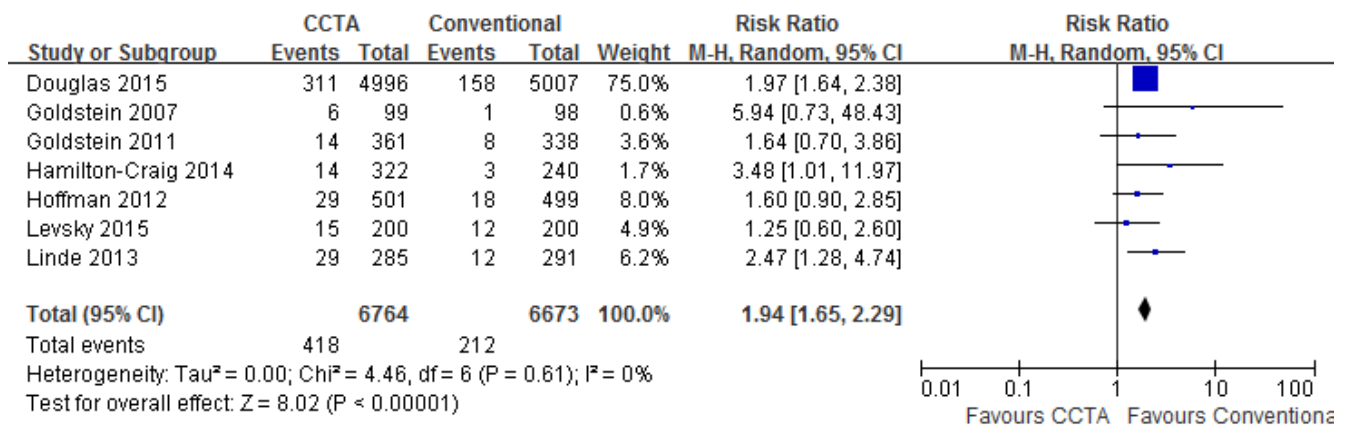 CCTA Conventional Risk Ratio Risk Ratio
Study or Subgroup Events Total Events Total Weight M-H, Random, 95% CI M-H, Random, 95% CI
Douglas 2015 311 4996 158 5007 75.0% 1.97 [1.64, 2.38]
Goldstein 2007 6 99 1 98 0.6% 5.94 [0.73, 48.43]
Goldstein 2011 14 361 8 338 3.6% 1.64 [0.70, 3.86]
Hamilton-Craig 2014 14 322 3 240 1.7% 3.48 [1.01, 11.97]
Hoffman 2012 29 501 18 499 8.0% 1.60 [0.90, 2.85]
Levsky 2015 15 200 12 200 4.9% 1.25 [0.60, 2.60]
Linde 2013 29 285 12 291 6.2% 2.47 [1.28, 4.74]
Total (95% CI) 6764 6673 100.0% 1.94 [1.65, 2.29]
Total events 418 212
Heterogeneity: Tau² = 0.00; Chi² = 4.46, df = 6 (P = 0.61); I² = 0%
Test for overall effect: Z = 8.02 (P < 0.00001)
0.01 0.1 1 10 100
Favours CCTA Favours Conventiona